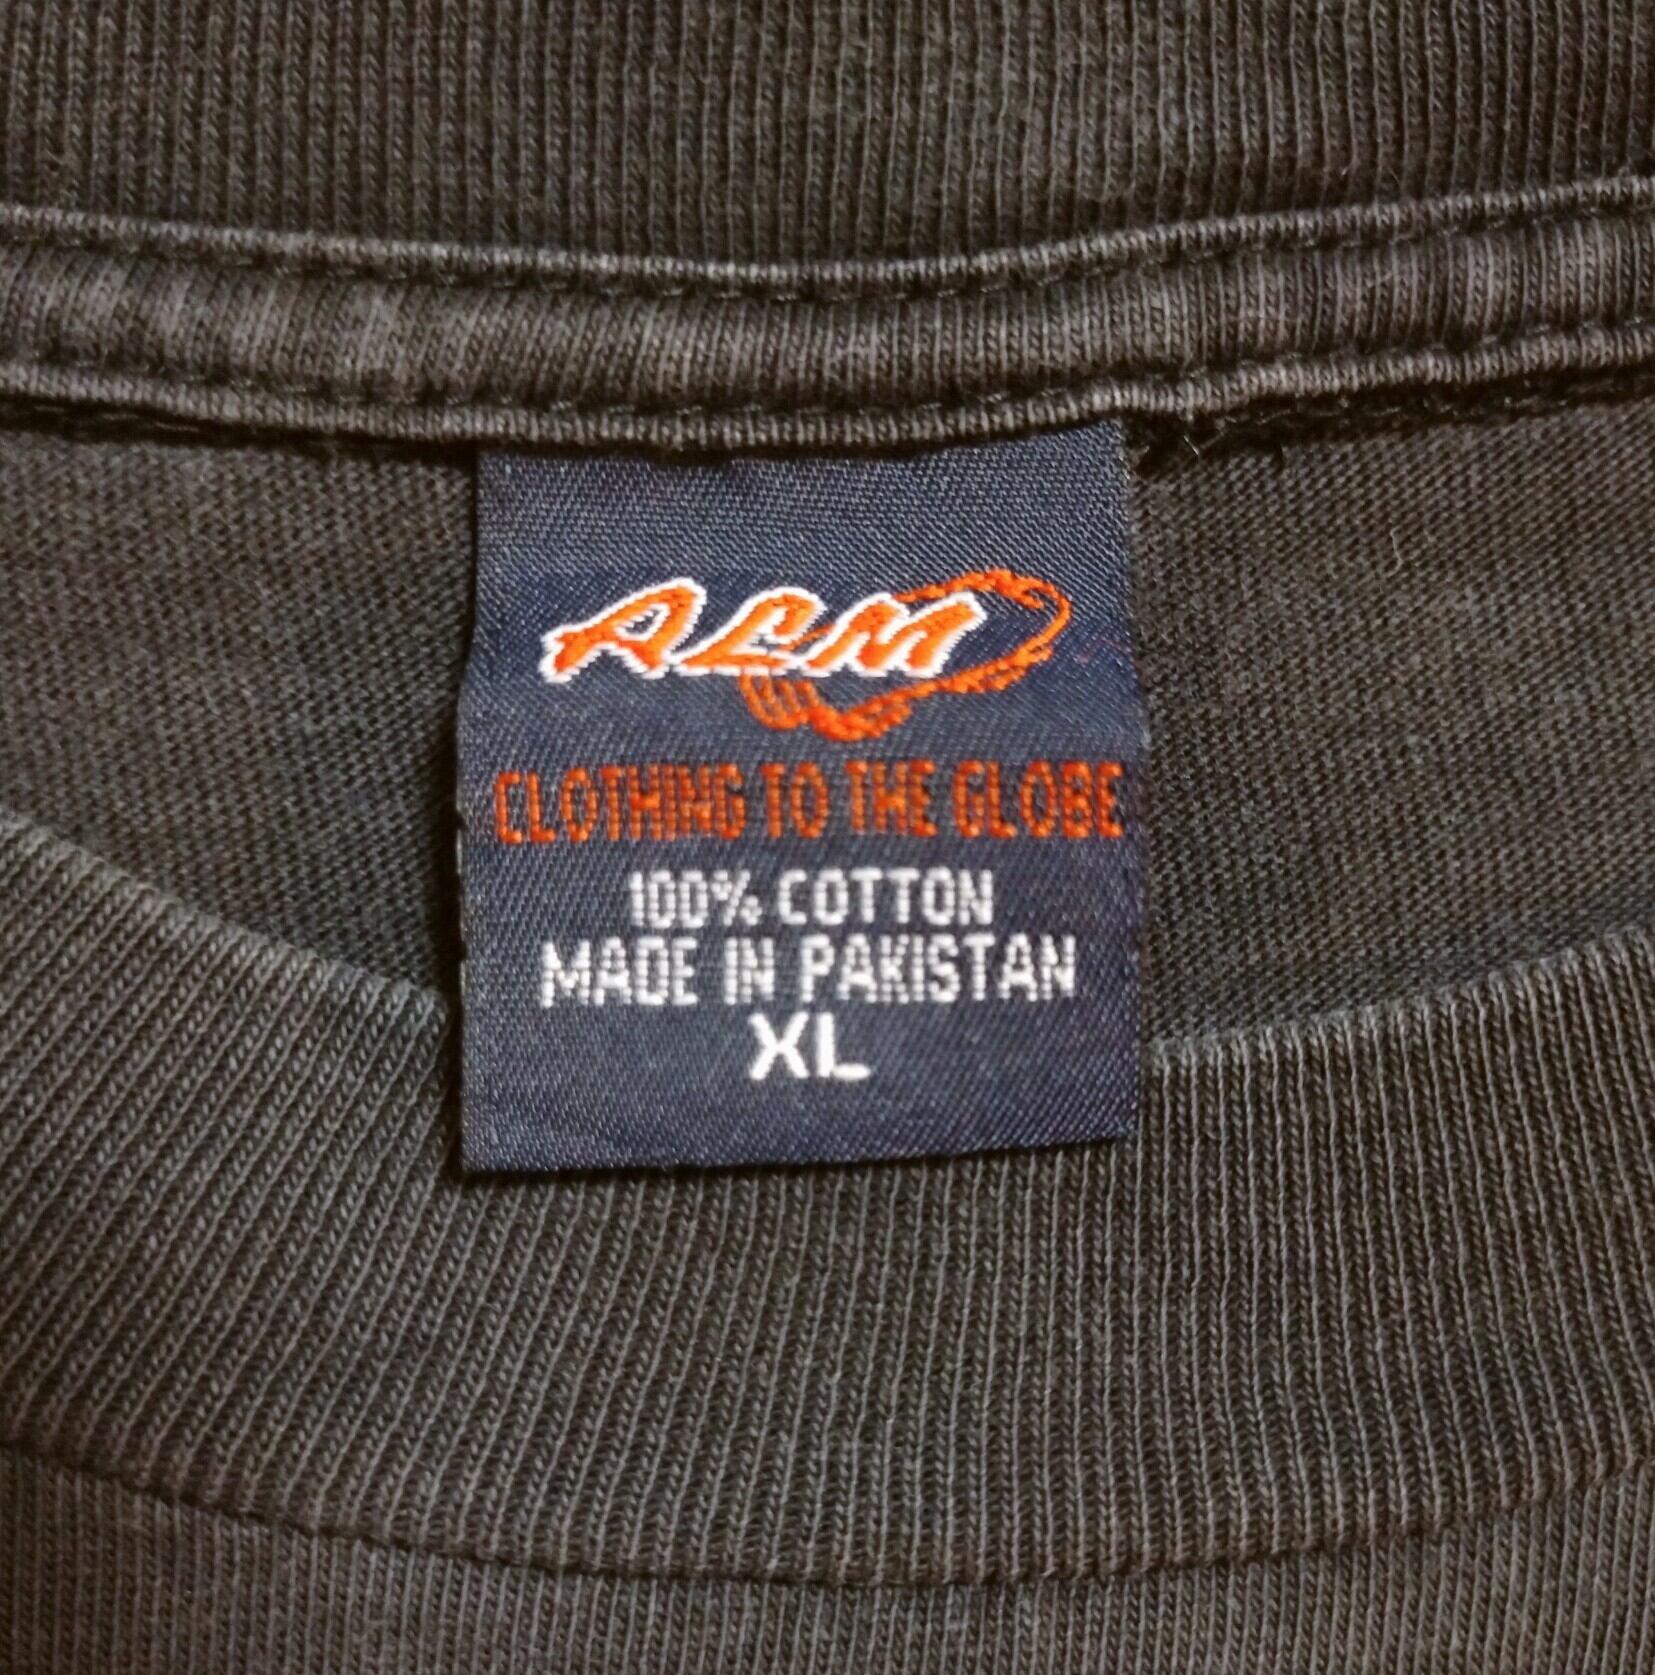 ALM
CLOTHING TO THE GLOBE
100% COTTON
MADE IN PAKISTAN
XL